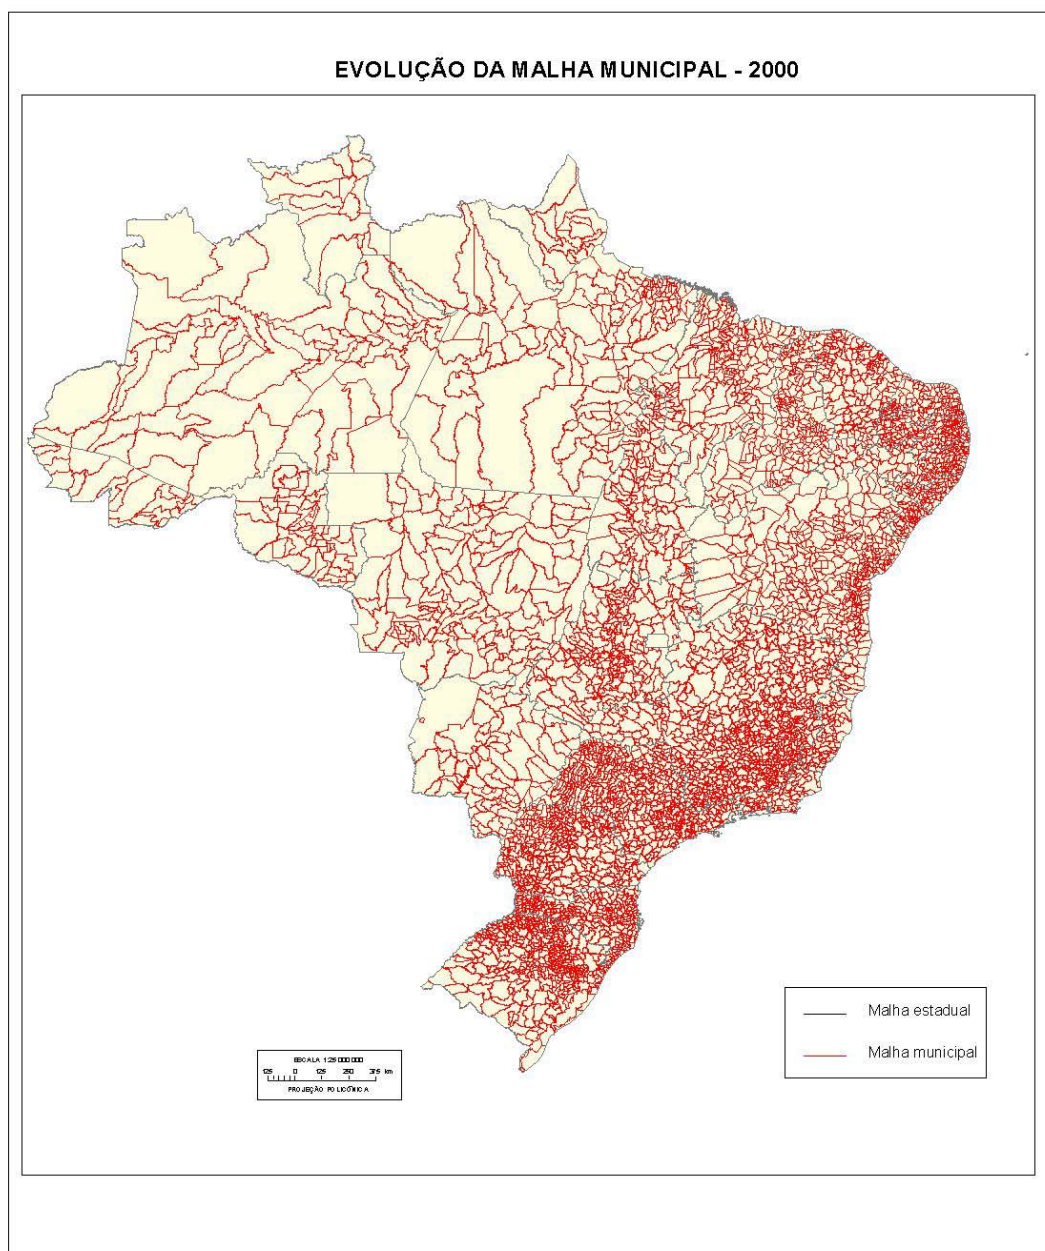 EVOLUÇÃO DA MALHA MUNICIPAL - 2000
Malha estadual
Malha municipal
ESCALA 1:25 000 000
125 0 125 250 375 km
PROJEÇÃO POLICÔNICA